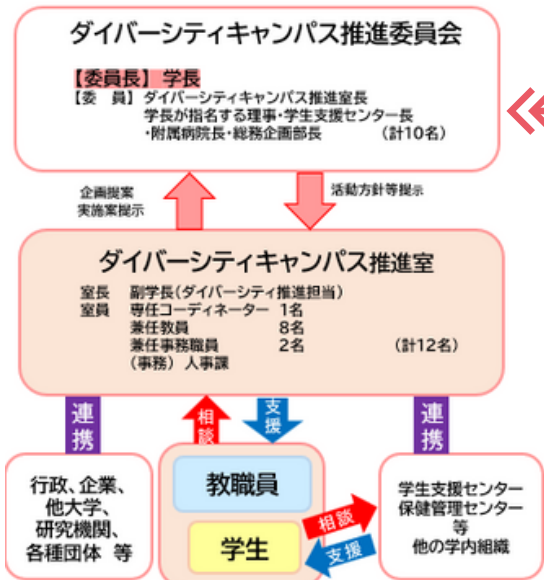 ダイバーシティキャンパス推進委員会
【委員長】 学長
【委　員】 ダイバーシティキャンパス推進室長
学長が指名する理事・学生支援センター長
・附属病院長・総務企画部長　（計10名）
企画提案
実施案提示
活動方針等提示
ダイバーシティキャンパス推進室
室長　副学長（ダイバーシティ推進担当）
室員　専任コーディネーター　1名
兼任教員　8名
兼任事務職員　2名　（計12名）
（事務）人事課
連携
相談
支援
連携
行政、企業、
他大学、
研究機関、
各種団体　等
教職員
学生
相談
支援
学生支援センター
保健管理センター
等
他の学内組織